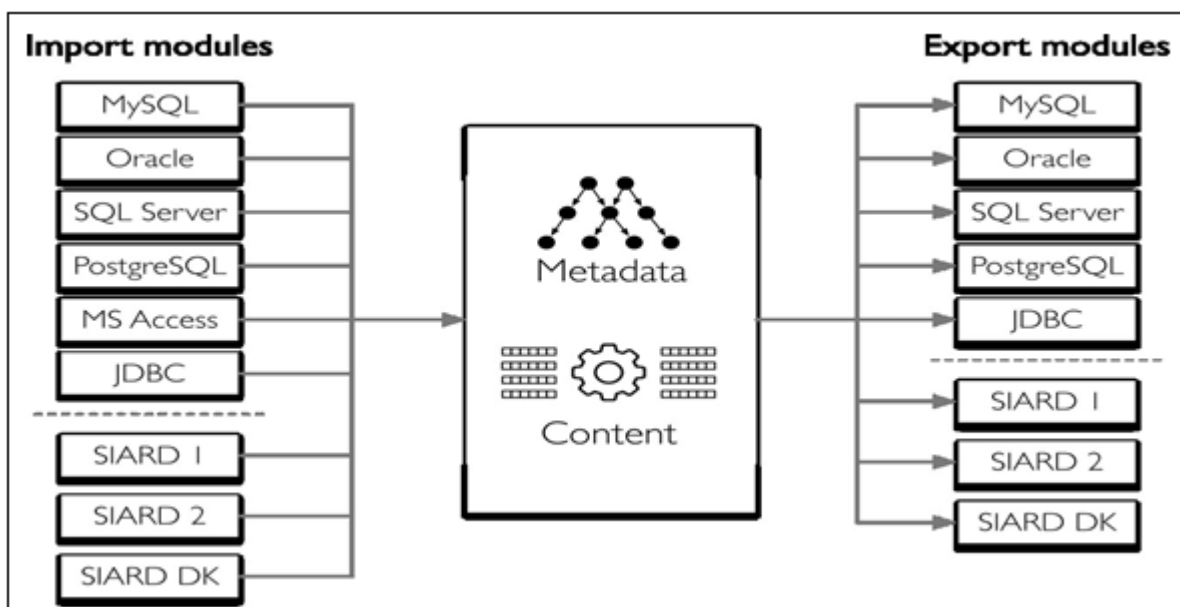 Import modules
MySQL
Oracle
SQL Server
PostgreSQL
MS Access
JDBC
SIARD 1
SIARD 2
SIARD DK
Metadata
Content
Export modules
MySQL
Oracle
SQL Server
PostgreSQL
JDBC
SIARD 1
SIARD 2
SIARD DK